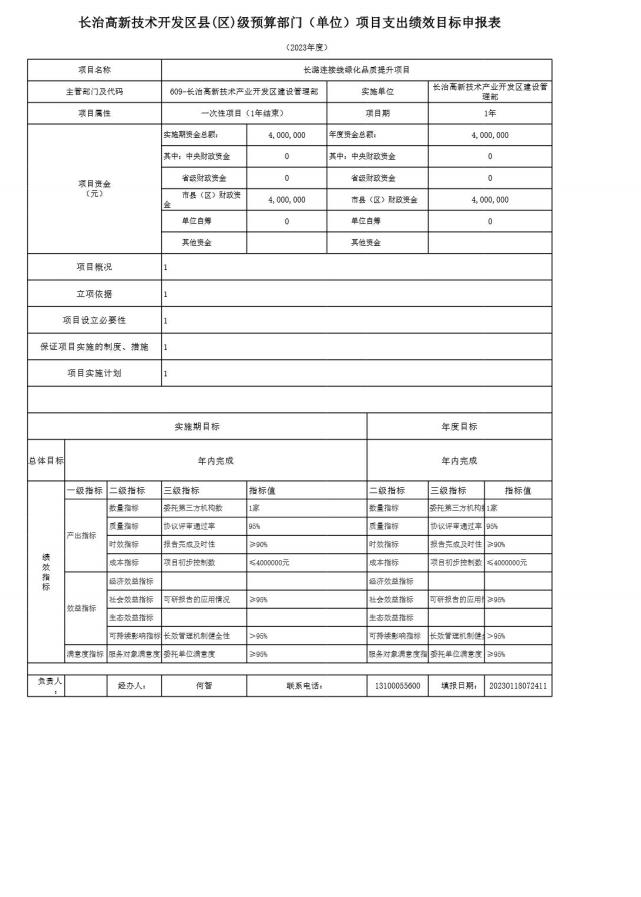 长治高新技术开发区县(区)级预算部门（单位）项目支出绩效目标申报表
（2023年度）
项目名称 长潞连接线绿化品质提升项目
主管部门及代码 609-长治高新技术产业开发区建设管理部 实施单位 长治高新技术产业开发区建设管
理部
项目属性 一次性项目（1年结束） 项目期 1年
项目资金
（元）
实施期资金总额： 4,000,000 年度资金总额： 4,000,000
其中：中央财政资金 0 其中：中央财政资金 0
省级财政资金 0 省级财政资金 0
市县（区）财政资
金 4,000,000 市县（区）财政资金 4,000,000
单位自筹 0 单位自筹 0
其他资金 其他资金
项目概况 1
立项依据 1
项目设立必要性 1
保证项目实施的制度、措施 1
项目实施计划 1
实施期目标 年度目标
总体目标 年内完成 年内完成
绩
效
指
标
一级指标 二级指标 三级指标 指标值 二级指标 三级指标 指标值
产出指标
数量指标 委托第三方机构数 1家 数量指标 委托第三方机构 1家
质量指标 协议评审通过率 95% 质量指标 协议评审通过率 95%
时效指标 报告完成及时性 ≥90% 时效指标 报告完成及时性 ≥90%
成本指标 项目初步控制数 ≤4000000元 成本指标 项目初步控制数 ≤4000000元
效益指标
经济效益指标 经济效益指标
社会效益指标 可研报告的应用情况 ≥95% 社会效益指标 可研报告的应用 ≥95%
生态效益指标 生态效益指标
可持续影响指标 长效管理机制健全性 >95% 可持续影响指标 长效管理机制健 >95%
满意度指标 服务对象满意度 委托单位满意度 ≥95% 服务对象满意度指 委托单位满意度 ≥95%
负责人
： 经办人： 何智 联系电话： 13100055600 填报日期： 20230118072411